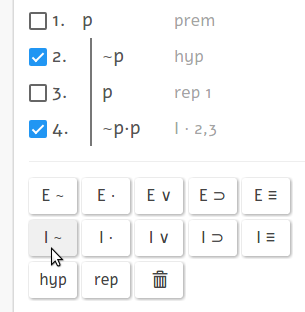 1. p prem
2. ~p hyp
3. p rep 1
4. ~p·p I · 2,3
E ~ E · E ∨ E ⊃ E ≡
I ~ I · I ∨ I ⊃ I ≡
hyp rep